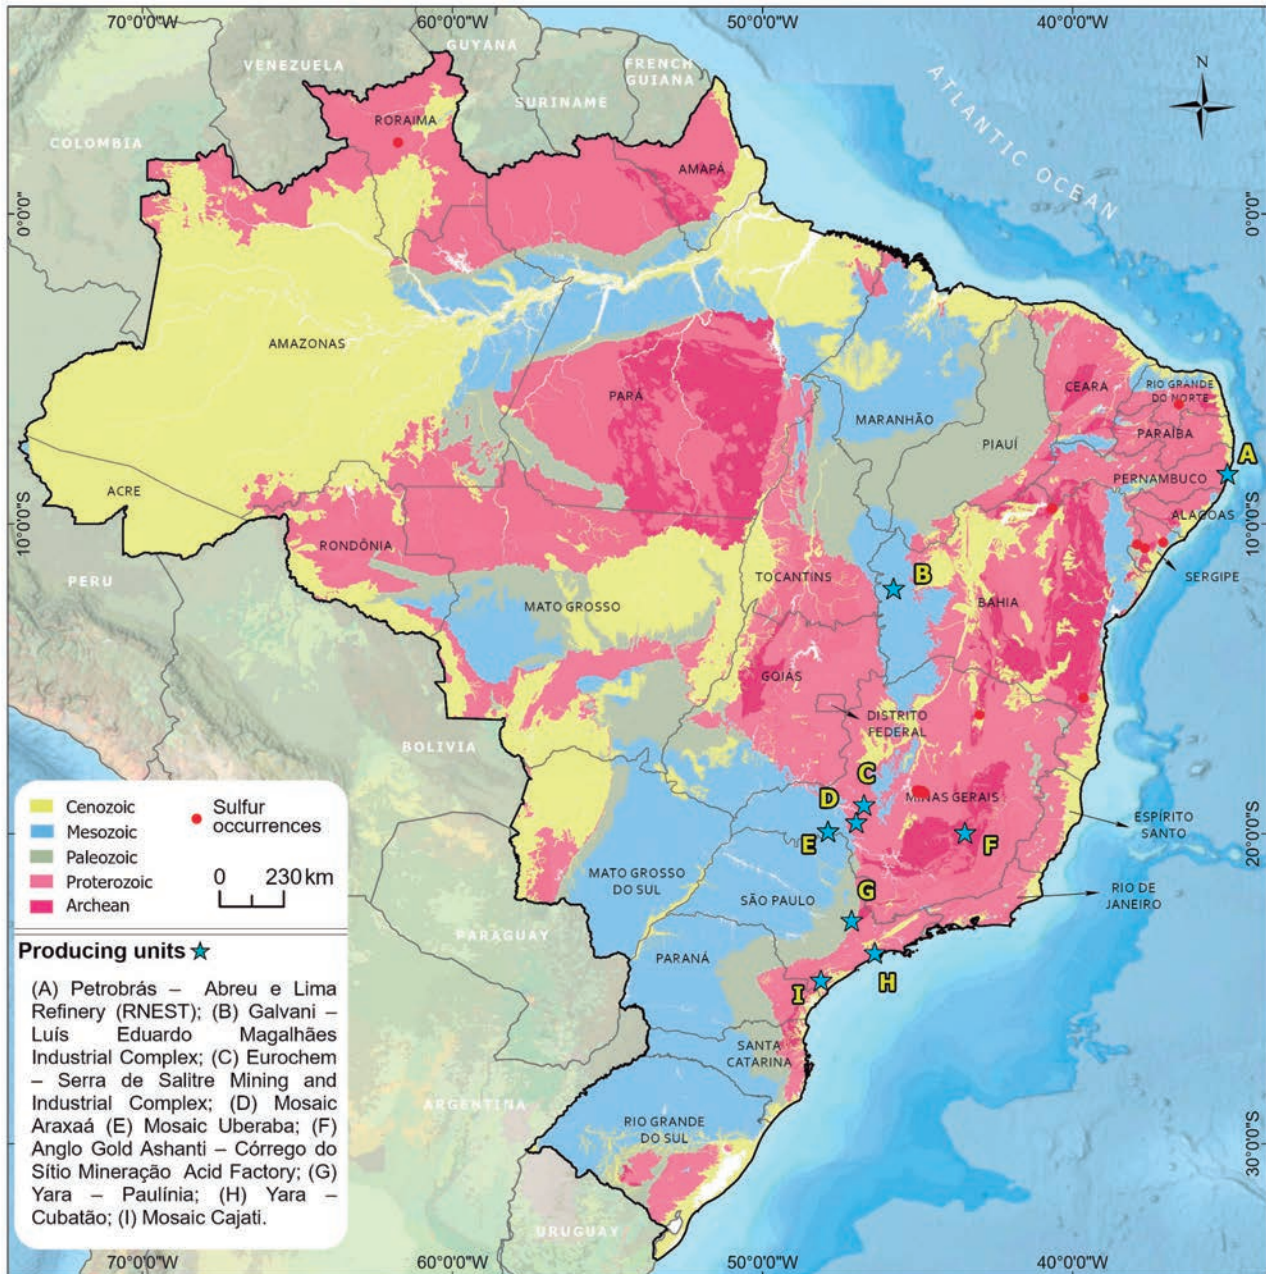 70°0'0"W 60°0'0"W 50°0'0"W 40°0'0"W
GUYANA
VENEZUELA
FRENCH
GUIANA
SURINAME
COLOMBIA
N
ATLANTIC OCEAN
RORAIMA
AMAPÁ
0°0'0"
0°0'0"
AMAZONAS
PARÁ
MARANHÃO
CEARÁ
RIO GRANDE
DO NORTE
PARAÍBA
PIAUÍ
A
PERNAMBUCO
ALAGOAS
ACRE
10°0'0"S
10°0'0"S
RONDÔNIA
PERU
TOCANTINS
B
SERGIPE
MATO GROSSO
BAHIA
GOIÁS
DISTRITO
FEDERAL
BOLIVIA
C
D
MINAS GERAIS
E
F
ESPÍRITO
SANTO
20°0'0"S
MATO GROSSO
DO SUL
G
SÃO PAULO
RIO DE
JANEIRO
PARAGUAY
PARANÁ
H
I
SANTA
CATARINA
ARGENTINA
RIO GRANDE
DO SUL
30°0'0"S
URUGUAY
Cenozoic
Mesozoic
Paleozoic
Proterozoic
Archean
Sulfur
occurrences
0 230 km
Producing units
(A) Petrobrás – Abreu e Lima
Refinery (RNEST); (B) Galvani –
Luís Eduardo Magalhães
Industrial Complex; (C) Eurochem
– Serra de Salitre Mining and
Industrial Complex; (D) Mosaic
Araxaá (E) Mosaic Uberaba; (F)
Anglo Gold Ashanti – Córrego do
Sítio Mineração Acid Factory; (G)
Yara – Paulínia; (H) Yara –
Cubatão; (I) Mosaic Cajati.
70°0'0"W 60°0'0"W 50°0'0"W 40°0'0"W